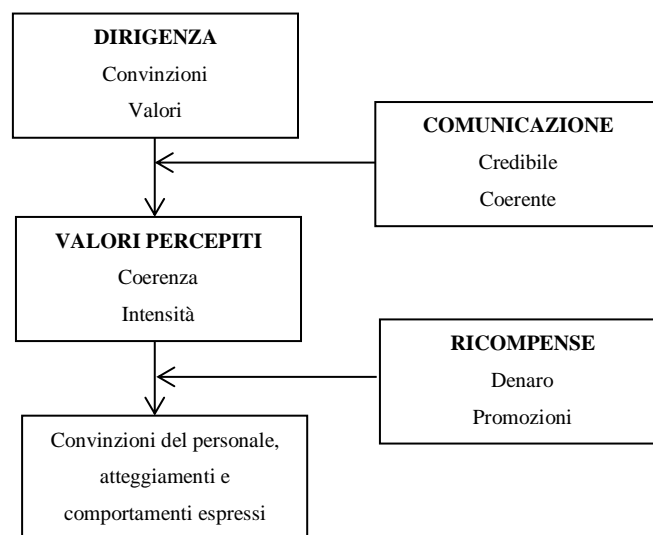 DIRIGENZA
Convinzioni
Valori
COMUNICAZIONE
Credibile
Coerente
VALORI PERCEPITI
Coerenza
Intensità
RICOMPENSE
Denaro
Promozioni
Convinzioni del personale,
atteggiamenti e
comportamenti espressi